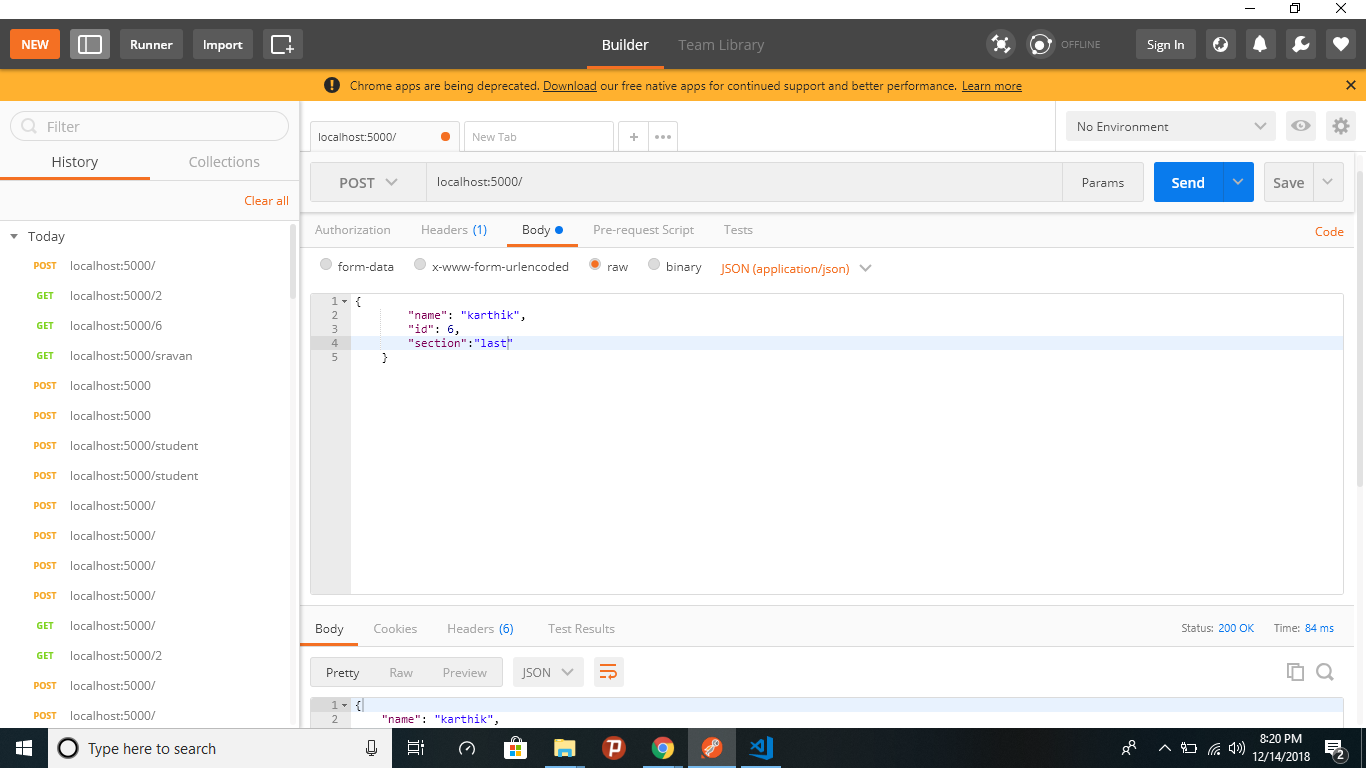 NEW Runner Import Builder Team Library OFFLINE Sign In
! Chrome apps are being deprecated. Download our free native apps for continued support and better performance. Learn more
Filter
History Collections
Clear all
Today
POST localhost:5000/
GET localhost:5000/2
GET localhost:5000/6
GET localhost:5000/sravan
POST localhost:5000
POST localhost:5000
POST localhost:5000/student
POST localhost:5000/student
POST localhost:5000/
POST localhost:5000/
POST localhost:5000/
POST localhost:5000/
GET localhost:5000/
GET localhost:5000/2
POST localhost:5000/
POST localhost:5000/
localhost:5000/ New Tab + ••• No Environment
POST localhost:5000/ Params Send Save
Authorization Headers (1) Body Pre-request Script Tests Code
form-data x-www-form-urlencoded raw binary JSON (application/json)
1 {
2 "name": "karthik",
3 "id": 6,
4 "section":"last"
5 }
Body Cookies Headers (6) Test Results Status: 200 OK Time: 84 ms
Pretty Raw Preview JSON
1 {
2 "name": "karthik",
Type here to search
8:20 PM
12/14/2018
2